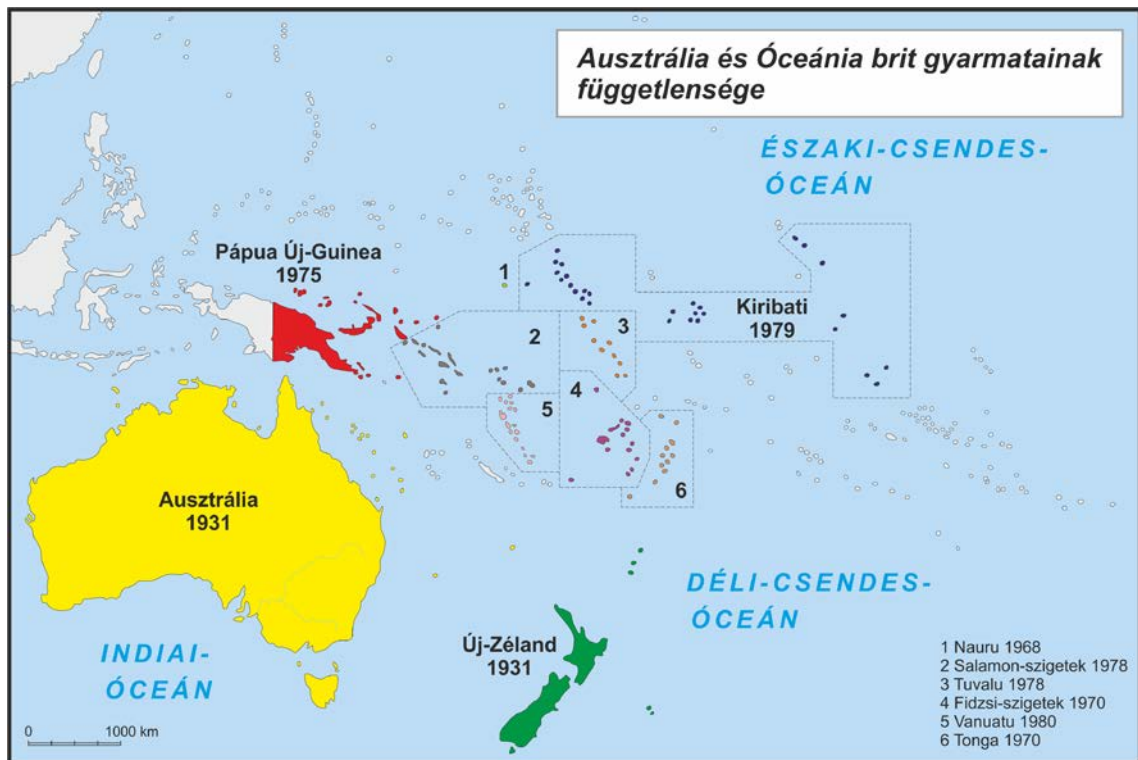 Ausztrália és Óceánia brit gyarmatainak
függetlensége
ÉSZAKI-CSENDES-
ÓCEÁN
Pápua Új-Guinea
1975
1
2
3
Kiribati
1979
4
5
6
Ausztrália
1931
DÉLI-CSENDES-
ÓCEÁN
Új-Zéland
1931
INDIAI-
ÓCEÁN
0 1000 km
1 Nauru 1968
2 Salamon-szigetek 1978
3 Tuvalu 1978
4 Fidzsi-szigetek 1970
5 Vanuatu 1980
6 Tonga 1970